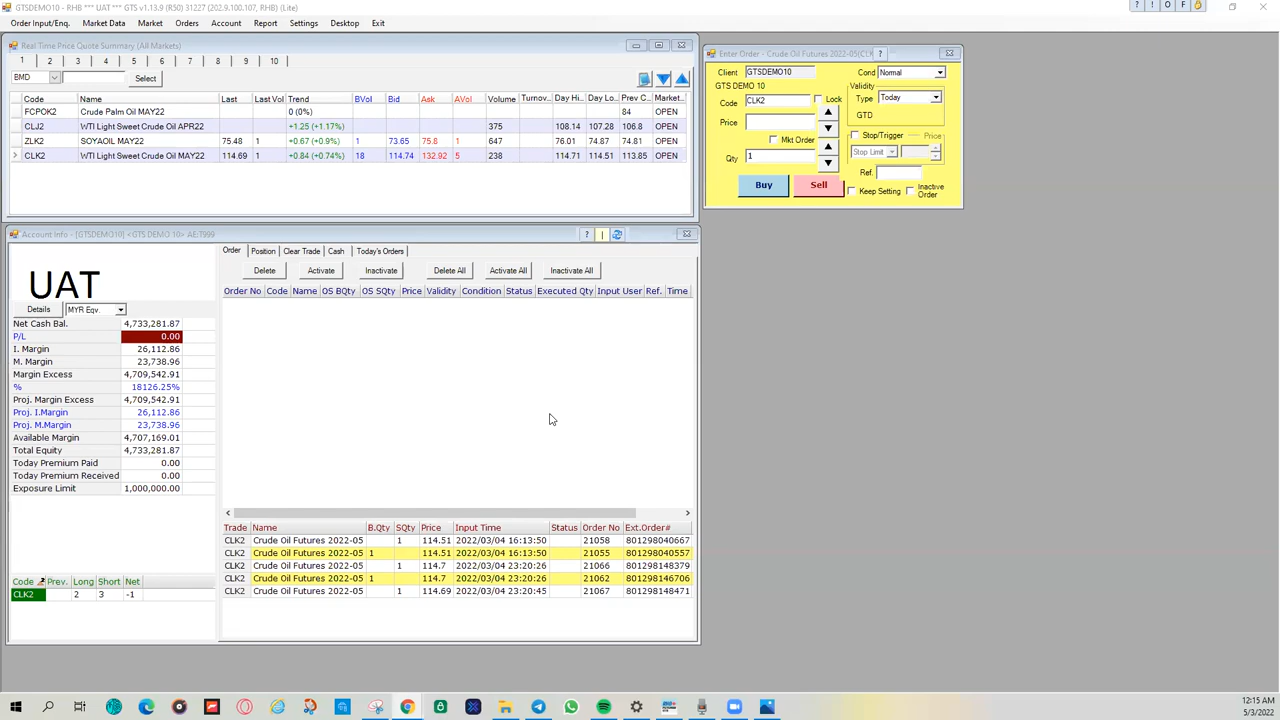 GTSDEMO10 - RHB *** UAT *** GTS v1.13.9 (R50) 31227 (202.9.100.107, RHB) (Lite)
Order Input/Enq. Market Data Market Orders Account Report Settings Desktop Exit
Real Time Price Quote Summary (All Markets)
1 2 3 4 5 6 7 8 9 10
BMD Select
Code Name Last Last Vol Trend BVol Bid Ask AVol Volume Turnov... Day Hi... Day Lo... Prev C... Market...
FCPOK2 Crude Palm Oil MAY22 0 (0%) 84 OPEN
CLJ2 WTI Light Sweet Crude Oil APR22 +1.25 (+1.17%) 375 108.14 107.28 106.8 OPEN
ZLK2 SOYAOIL MAY22 75.48 1 +0.67 (+0.9%) 1 73.65 75.8 1 647 76.01 74.87 74.81 OPEN
CLK2 WTI Light Sweet Crude Oil MAY22 114.69 1 +0.84 (+0.74%) 18 114.74 132.92 5 238 114.71 114.51 113.85 OPEN
Enter Order - Crude Oil Futures 2022-05(CLK
Client GTSDEMO10 Cond Normal
GTS DEMO 10 Validity
Code CLK2 Lock Type Today
Price GTD
Mkt Order Stop/Trigger Price
Qty 1 Stop Limit
Ref.
Buy Sell Keep Setting Inactive Order
Account Info - [GTSDEMO10] <GTS DEMO 10> AE:T999
Order Position Clear Trade Cash Today's Orders
Delete Activate Inactivate Delete All Activate All Inactivate All
Order No Code Name OS BQty OS SQty Price Validity Condition Status Executed Qty Input User Ref. Time
UAT
Details MYR Eqv.
Net Cash Bal. 4,733,281.87
P/L 0.00
I. Margin 26,112.86
M. Margin 23,738.96
Margin Excess 4,709,542.91
% 18126.25%
Proj. Margin Excess 4,709,542.91
Proj. I.Margin 26,112.86
Proj. M.Margin 23,738.96
Available Margin 4,707,169.01
Total Equity 4,733,281.87
Today Premium Paid 0.00
Today Premium Received 0.00
Exposure Limit 1,000,000.00
Code Prev. Long Short Net
CLK2 2 3 -1
Trade Name B.Qty SQty Price Input Time Status Order No Ext.Order#
CLK2 Crude Oil Futures 2022-05 1 114.51 2022/03/04 16:13:50 21058 801298040667
CLK2 Crude Oil Futures 2022-05 1 114.51 2022/03/04 16:13:50 21055 801298040557
CLK2 Crude Oil Futures 2022-05 1 114.7 2022/03/04 23:20:26 21066 801298148379
CLK2 Crude Oil Futures 2022-05 1 114.7 2022/03/04 23:20:26 21062 801298146706
CLK2 Crude Oil Futures 2022-05 1 114.69 2022/03/04 23:20:45 21067 801298148471
12:15 AM
5/3/2022